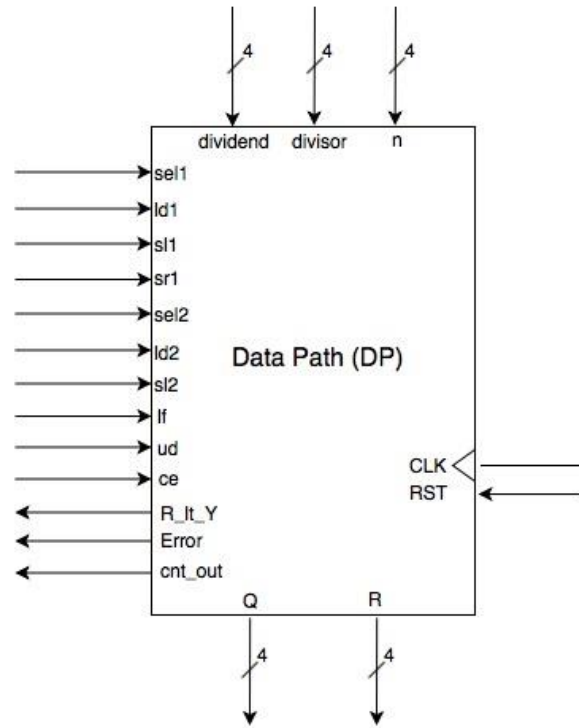 4 4 4
dividend divisor n
sel1
ld1
sl1
sr1
sel2
ld2
sl2
lf
ud
ce
R_lt_Y
Error
cnt_out
Data Path (DP)
CLK
RST
Q R
4 4